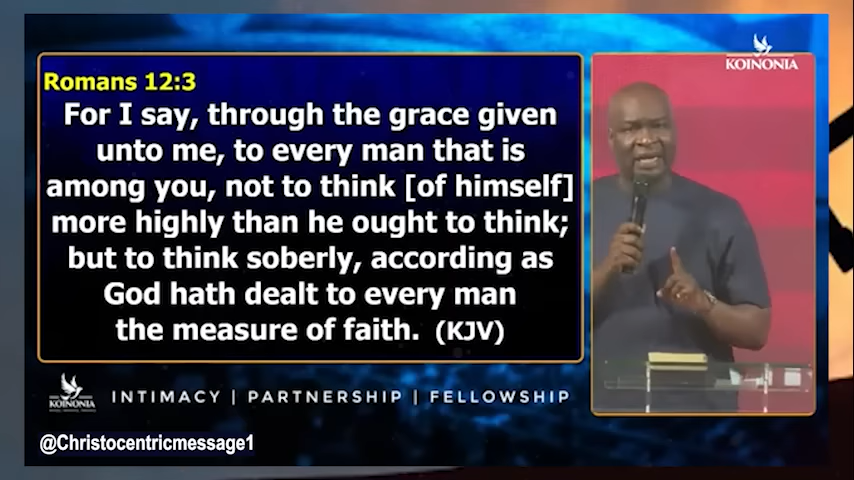 Romans 12:3
For I say, through the grace given
unto me, to every man that is
among you, not to think [of himself]
more highly than he ought to think;
but to think soberly, according as
God hath dealt to every man
the measure of faith. (KJV)
KOINONIA
KOINONIA
INTIMACY | PARTNERSHIP | FELLOWSHIP
@Christocentricmessage1